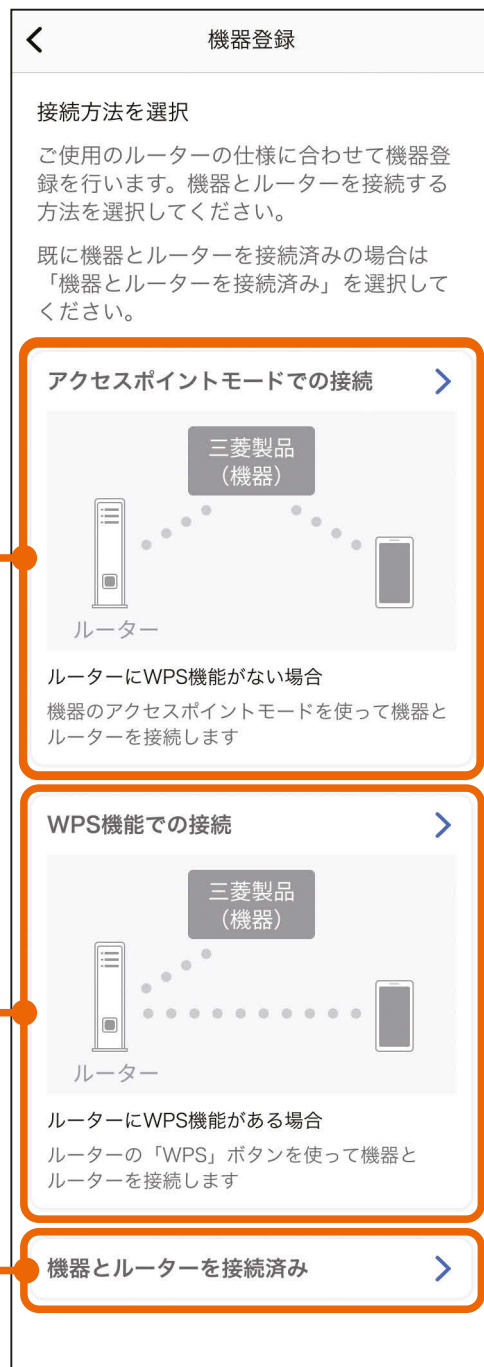 機器登録
接続方法を選択
ご使用のルーターの仕様に合わせて機器登
録を行います。機器とルーターを接続する
方法を選択してください。
既に機器とルーターを接続済みの場合は
「機器とルーターを接続済み」を選択して
ください。
アクセスポイントモードでの接続
三菱製品
（機器）
ルーター
ルーターにWPS機能がない場合
機器のアクセスポイントモードを使って機器と
ルーターを接続します
WPS機能での接続
三菱製品
（機器）
ルーター
ルーターにWPS機能がある場合
ルーターの「WPS」ボタンを使って機器と
ルーターを接続します
機器とルーターを接続済み